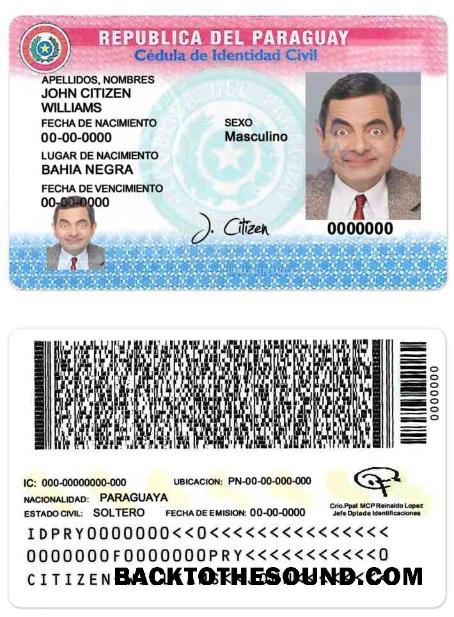 REPUBLICA DEL PARAGUAY
Cédula de Identidad Civil
APELLIDOS, NOMBRES
JOHN CITIZEN
WILLIAMS
FECHA DE NACIMIENTO
00-00-0000
SEXO
Masculino
LUGAR DE NACIMIENTO
BAHIA NEGRA
FECHA DE VENCIMIENTO
00-00-0000
J. Citizen
0000000
0000000
IC: 000-00000000-000
UBICACION: PN-00-00-000-000
NACIONALIDAD: PARAGUAYA
ESTADO CIVIL: SOLTERO
FECHA DE EMISION: 00-00-0000
Crio.Ppal MCP Reinaldo Lopez
Jefe Dptade Identificaciones
IDPRY0000000<<0<<<<<<<<<<<<<<<
0000000F0000000PRY<<<<<<<<<<<0
CITIZEN
BACKTOTHESOUND.COM